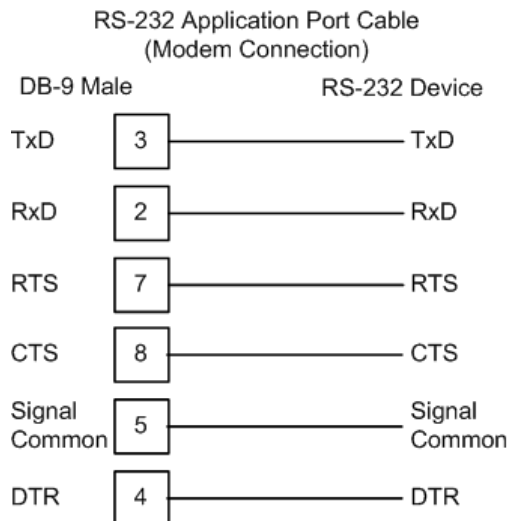 RS-232 Application Port Cable
(Modem Connection)
DB-9 Male RS-232 Device
TxD 3 TxD
RxD 2 RxD
RTS 7 RTS
CTS 8 CTS
Signal Common 5 Signal Common
DTR 4 DTR